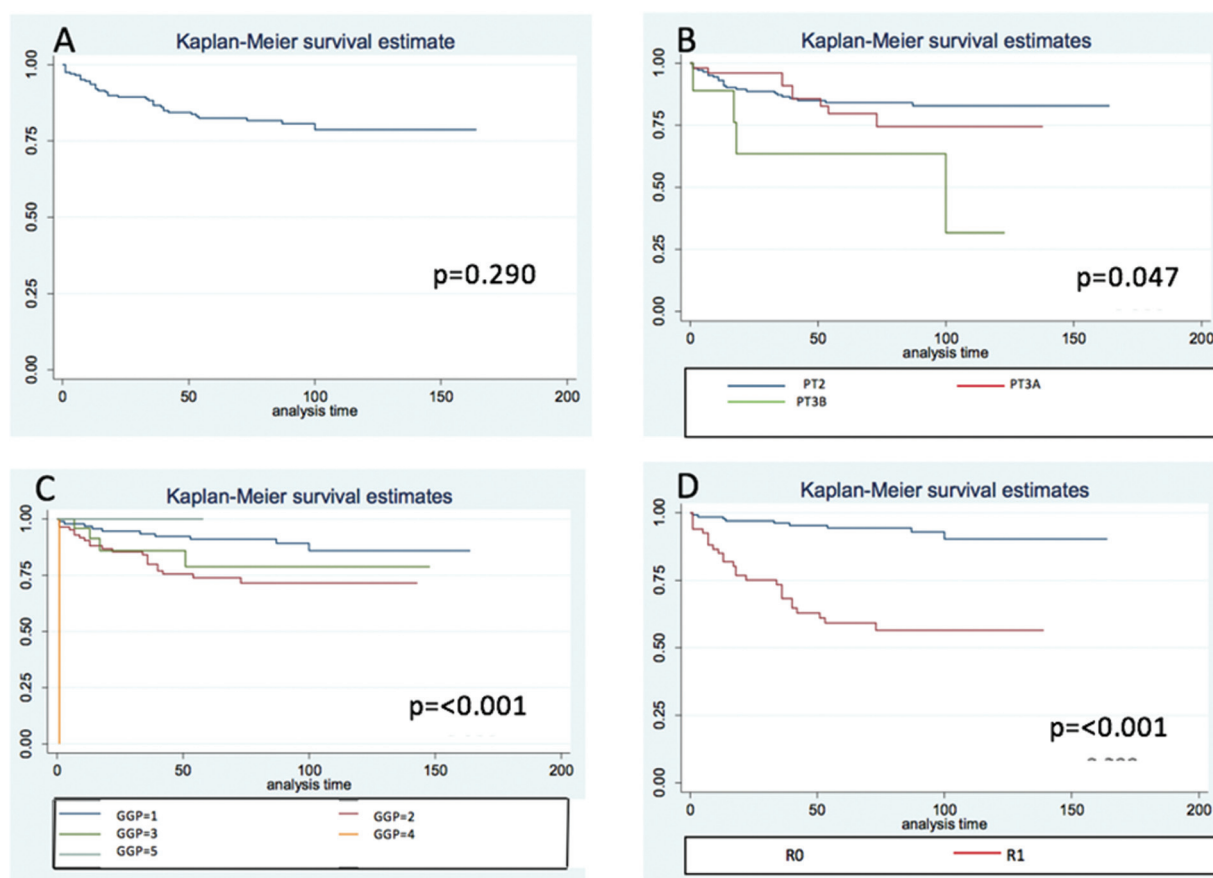 A
Kaplan-Meier survival estimate
1.00
0.75
0.50
0.25
0.00
p=0.290
0 50 100 150 200
analysis time
B
Kaplan-Meier survival estimates
1.00
0.75
0.50
0.25
0.00
p=0.047
0 50 100 150 200
analysis time
PT2 PT3A
PT3B
C
Kaplan-Meier survival estimates
1.00
0.75
0.50
0.25
0.00
p=<0.001
0 50 100 150 200
analysis time
GGP=1 GGP=2
GGP=3 GGP=4
GGP=5
D
Kaplan-Meier survival estimates
1.00
0.75
0.50
0.25
0.00
p=<0.001
0 50 100 150 200
analysis time
R0 R1